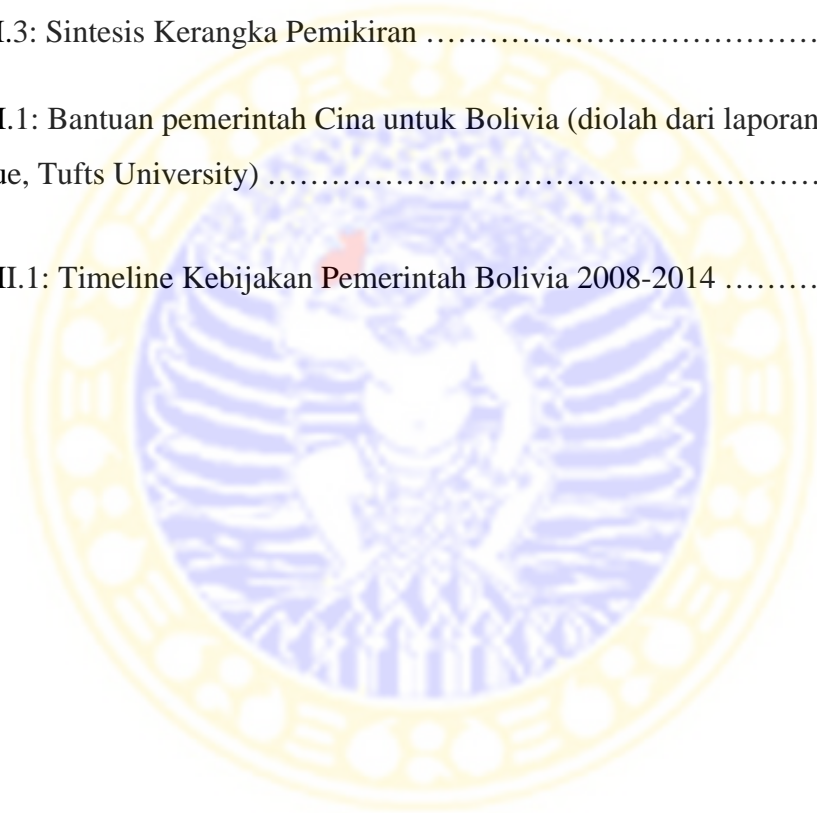 I.3: Sintesis Kerangka Pemikiran ………………………………
I.1: Bantuan pemerintah Cina untuk Bolivia (diolah dari laporan
ue, Tufts University) ……………………………………………
II.1: Timeline Kebijakan Pemerintah Bolivia 2008-2014 ………